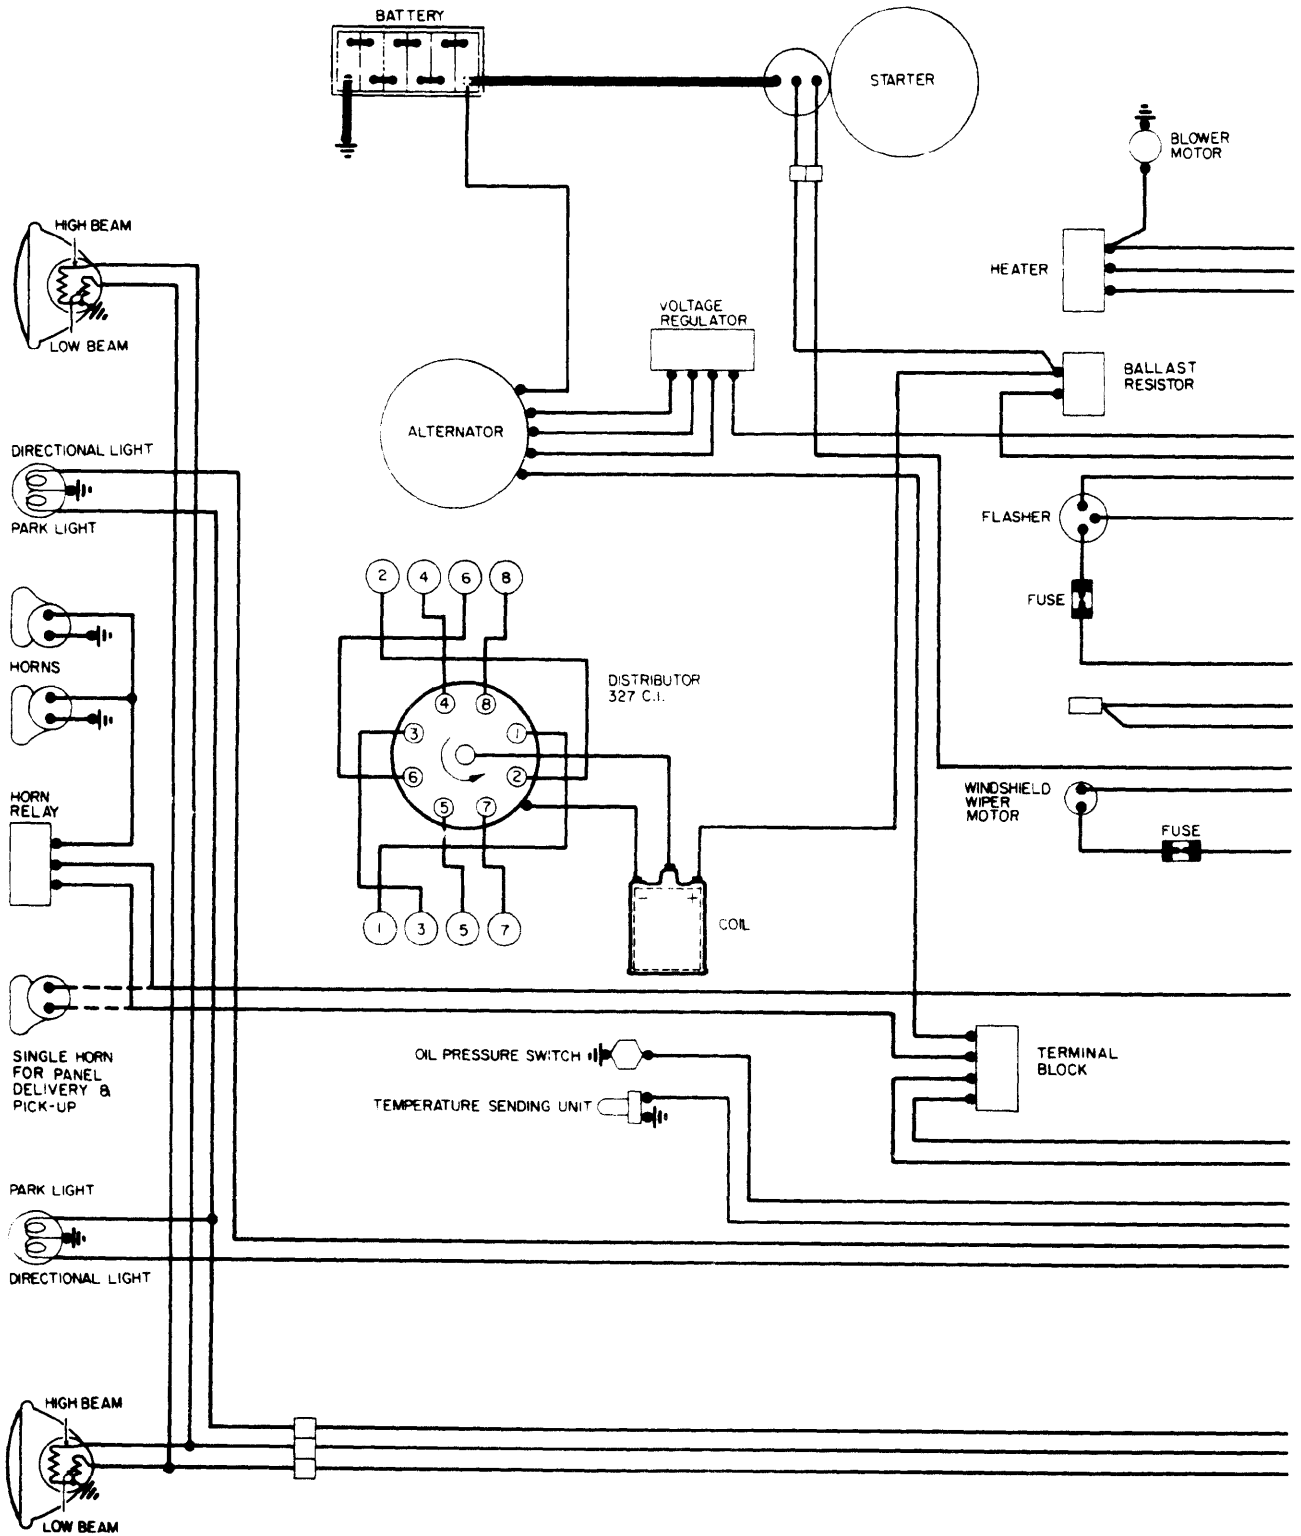 BATTERY
STARTER
BLOWER
MOTOR
HIGH BEAM
HEATER
VOLTAGE
REGULATOR
LOW BEAM
BALLAST
RESISTOR
ALTERNATOR
DIRECTIONAL LIGHT
FLASHER
PARK LIGHT
2 4 6 8
FUSE
HORNS
DISTRIBUTOR
327 C.I.
4 8
3 1
6 2
5 7
HORN
RELAY
WINDSHIELD
WIPER
MOTOR
FUSE
- +
COIL
1 3 5 7
SINGLE HORN
FOR PANEL
DELIVERY &
PICK-UP
OIL PRESSURE SWITCH
TERMINAL
BLOCK
TEMPERATURE SENDING UNIT
PARK LIGHT
DIRECTIONAL LIGHT
HIGH BEAM
LOW BEAM